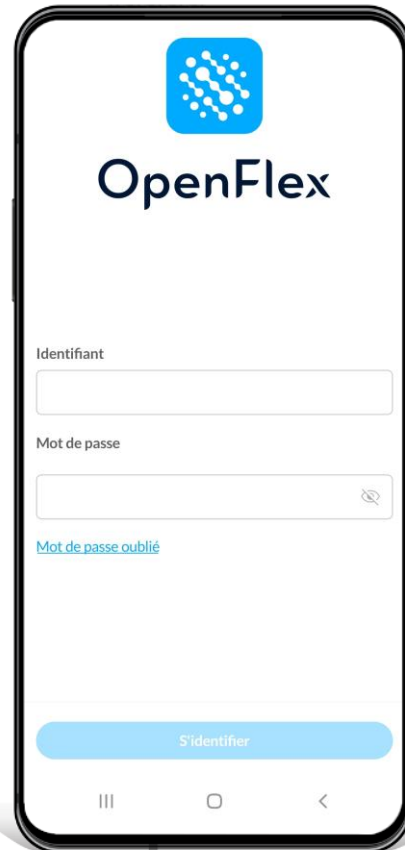 OpenFlex
Identifiant
Mot de passe
Mot de passe oublié
S'identifier